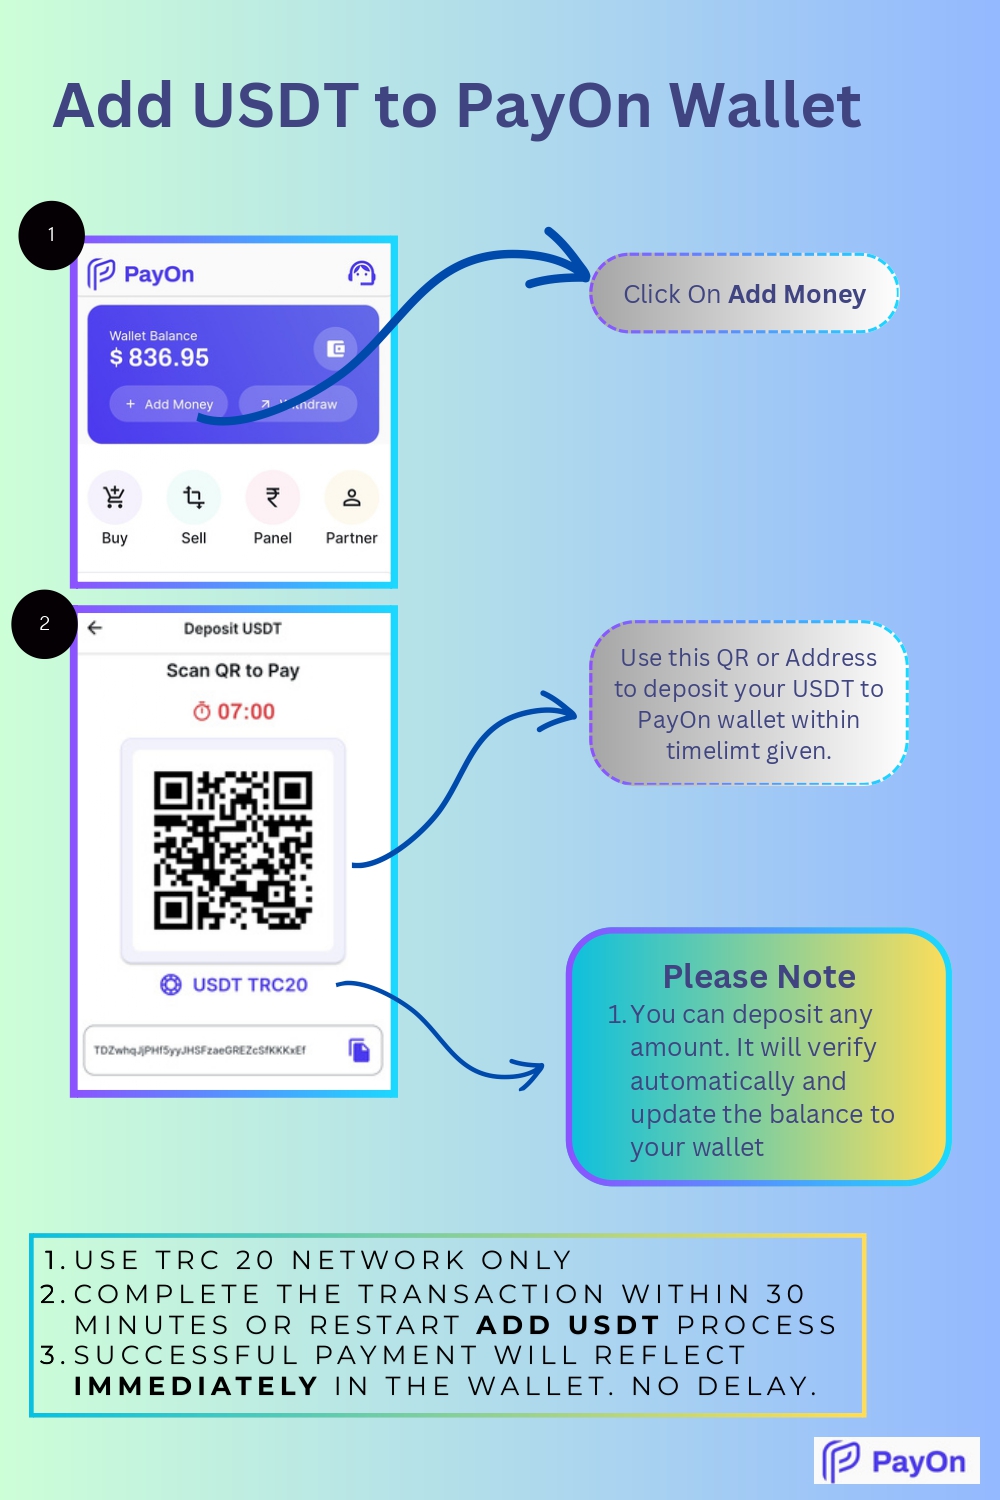 Add USDT to PayOn Wallet
1
PayOn
Wallet Balance
$ 836.95
+ Add Money
Withdraw
Buy
Sell
Panel
Partner
Click On Add Money
2
Deposit USDT
Scan QR to Pay
07:00
USDT TRC20
TDZwhqJjPHf5yyJHSFzaeGREZcSfKKKxEf
Use this QR or Address
to deposit your USDT to
PayOn wallet within
timelimt given.
Please Note
1. You can deposit any
amount. It will verify
automatically and
update the balance to
your wallet
1. USE TRC 20 NETWORK ONLY
2. COMPLETE THE TRANSACTION WITHIN 30
MINUTES OR RESTART ADD USDT PROCESS
3. SUCCESSFUL PAYMENT WILL REFLECT
IMMEDIATELY IN THE WALLET. NO DELAY.
PayOn